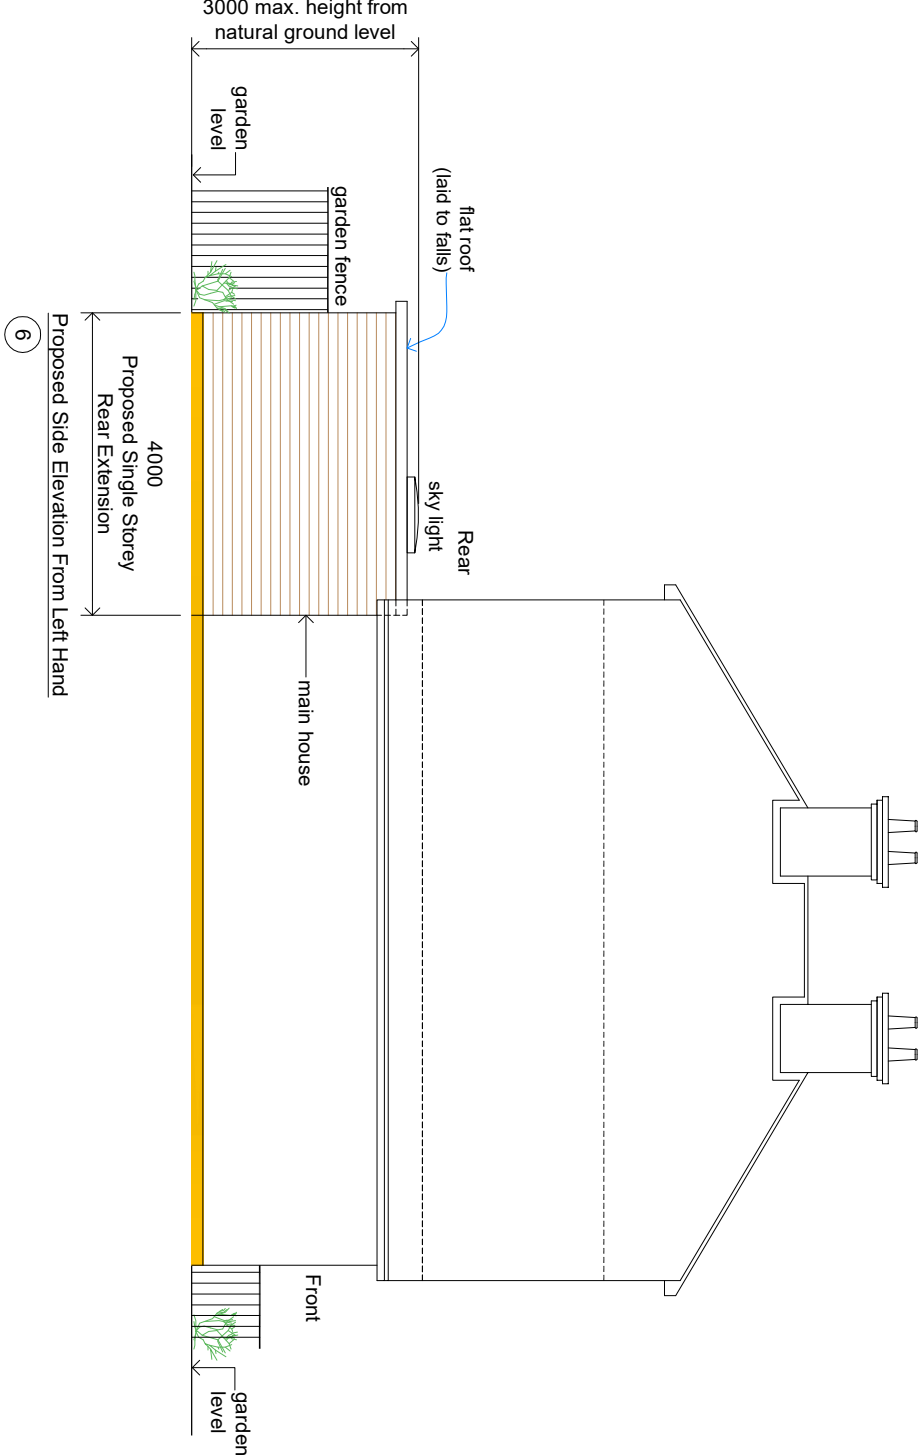 3000 max. height from
natural ground level
garden
level
garden fence
flat roof
(laid to falls)
sky light
Rear
main house
4000
Proposed Single Storey
Rear Extension
Front
garden
level
Proposed Side Elevation From Left Hand
6